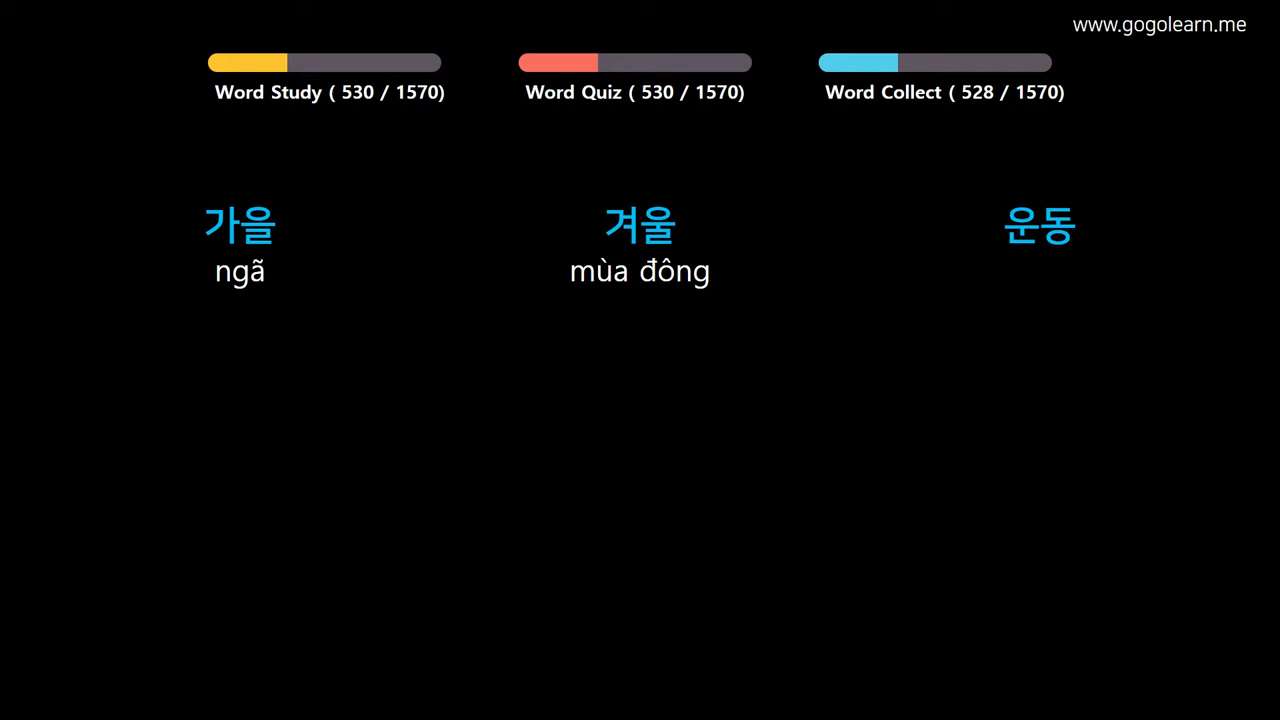 www.gogolearn.me
Word Study ( 530 / 1570)
Word Quiz ( 530 / 1570)
Word Collect ( 528 / 1570)
가을
ngã
겨울
mùa đông
운동